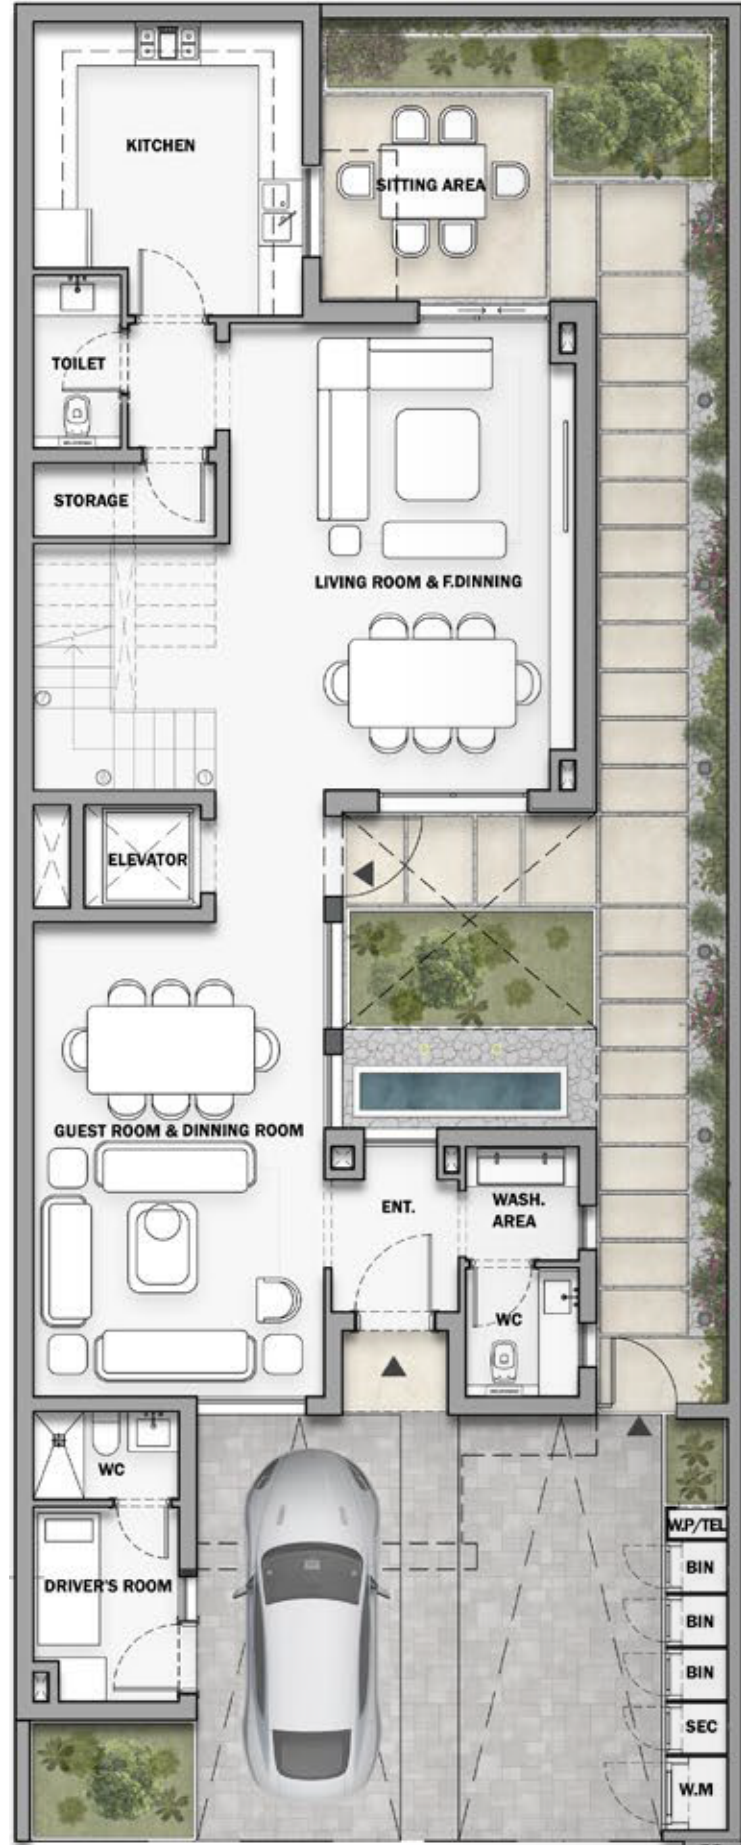 KITCHEN
SITTING AREA
TOILET
STORAGE
LIVING ROOM & F.DINNING
ELEVATOR
GUEST ROOM & DINNING ROOM
ENT.
WASH.
AREA
WC
WC
DRIVER'S ROOM
W.P/TEL
BIN
BIN
BIN
SEC
W.M